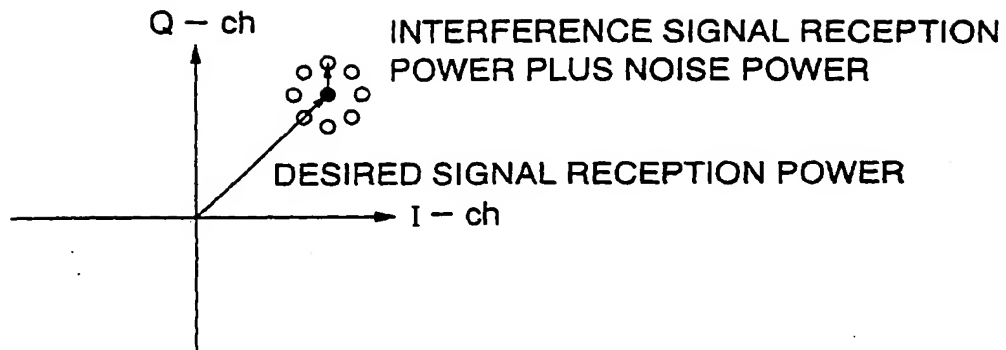 Q – ch
INTERFERENCE SIGNAL RECEPTION
POWER PLUS NOISE POWER
DESIRED SIGNAL RECEPTION POWER
I – ch